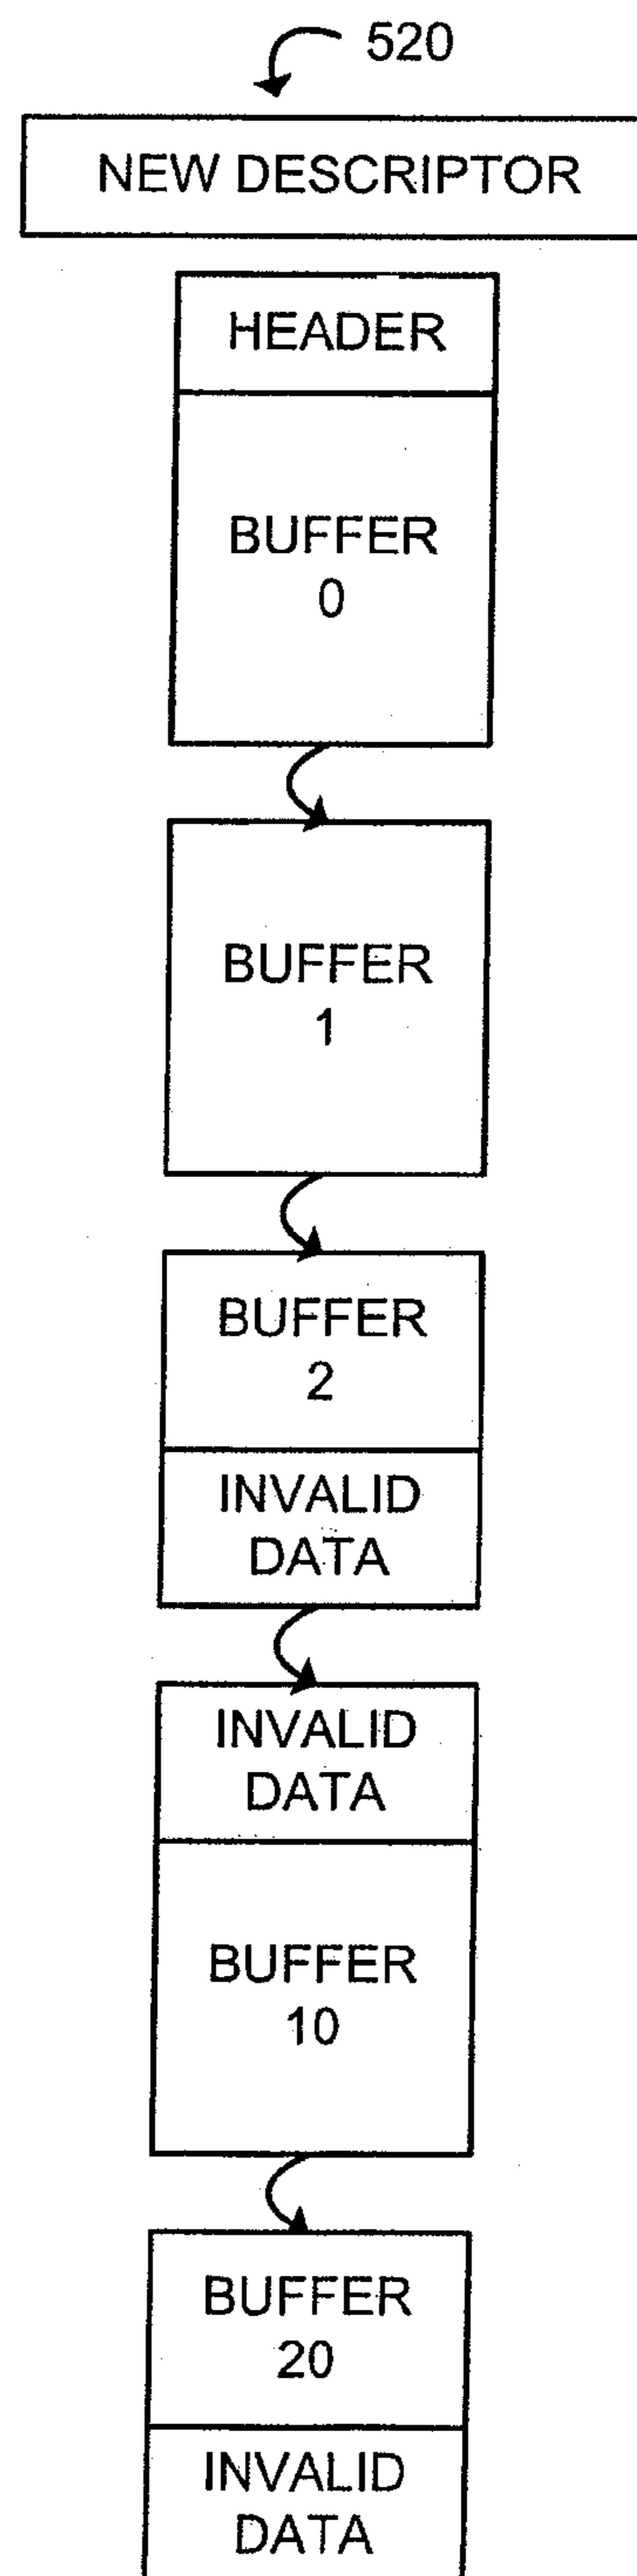 520
NEW DESCRIPTOR
HEADER
BUFFER
0
BUFFER
1
BUFFER
2
INVALID
DATA
INVALID
DATA
BUFFER
10
BUFFER
20
INVALID
DATA